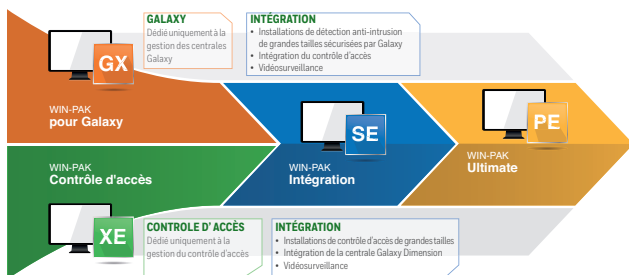 GALAXY
Dédié uniquement à la
gestion des centrales
Galaxy
INTÉGRATION
• Installations de détection anti-intrusion
de grandes tailles sécurisées par Galaxy
• Intégration du contrôle d'accès
• Vidéosurveillance
GX
WIN-PAK
pour Galaxy
SE
WIN-PAK
Intégration
PE
WIN-PAK
Ultimate
WIN-PAK
Contrôle d'accès
XE
CONTROLE D'ACCÈS
Dédié uniquement à la
gestion du contrôle d'accès
INTÉGRATION
• Installations de contrôle d'accès de grandes tailles
• Intégration de la centrale Galaxy Dimension
• Vidéosurveillance